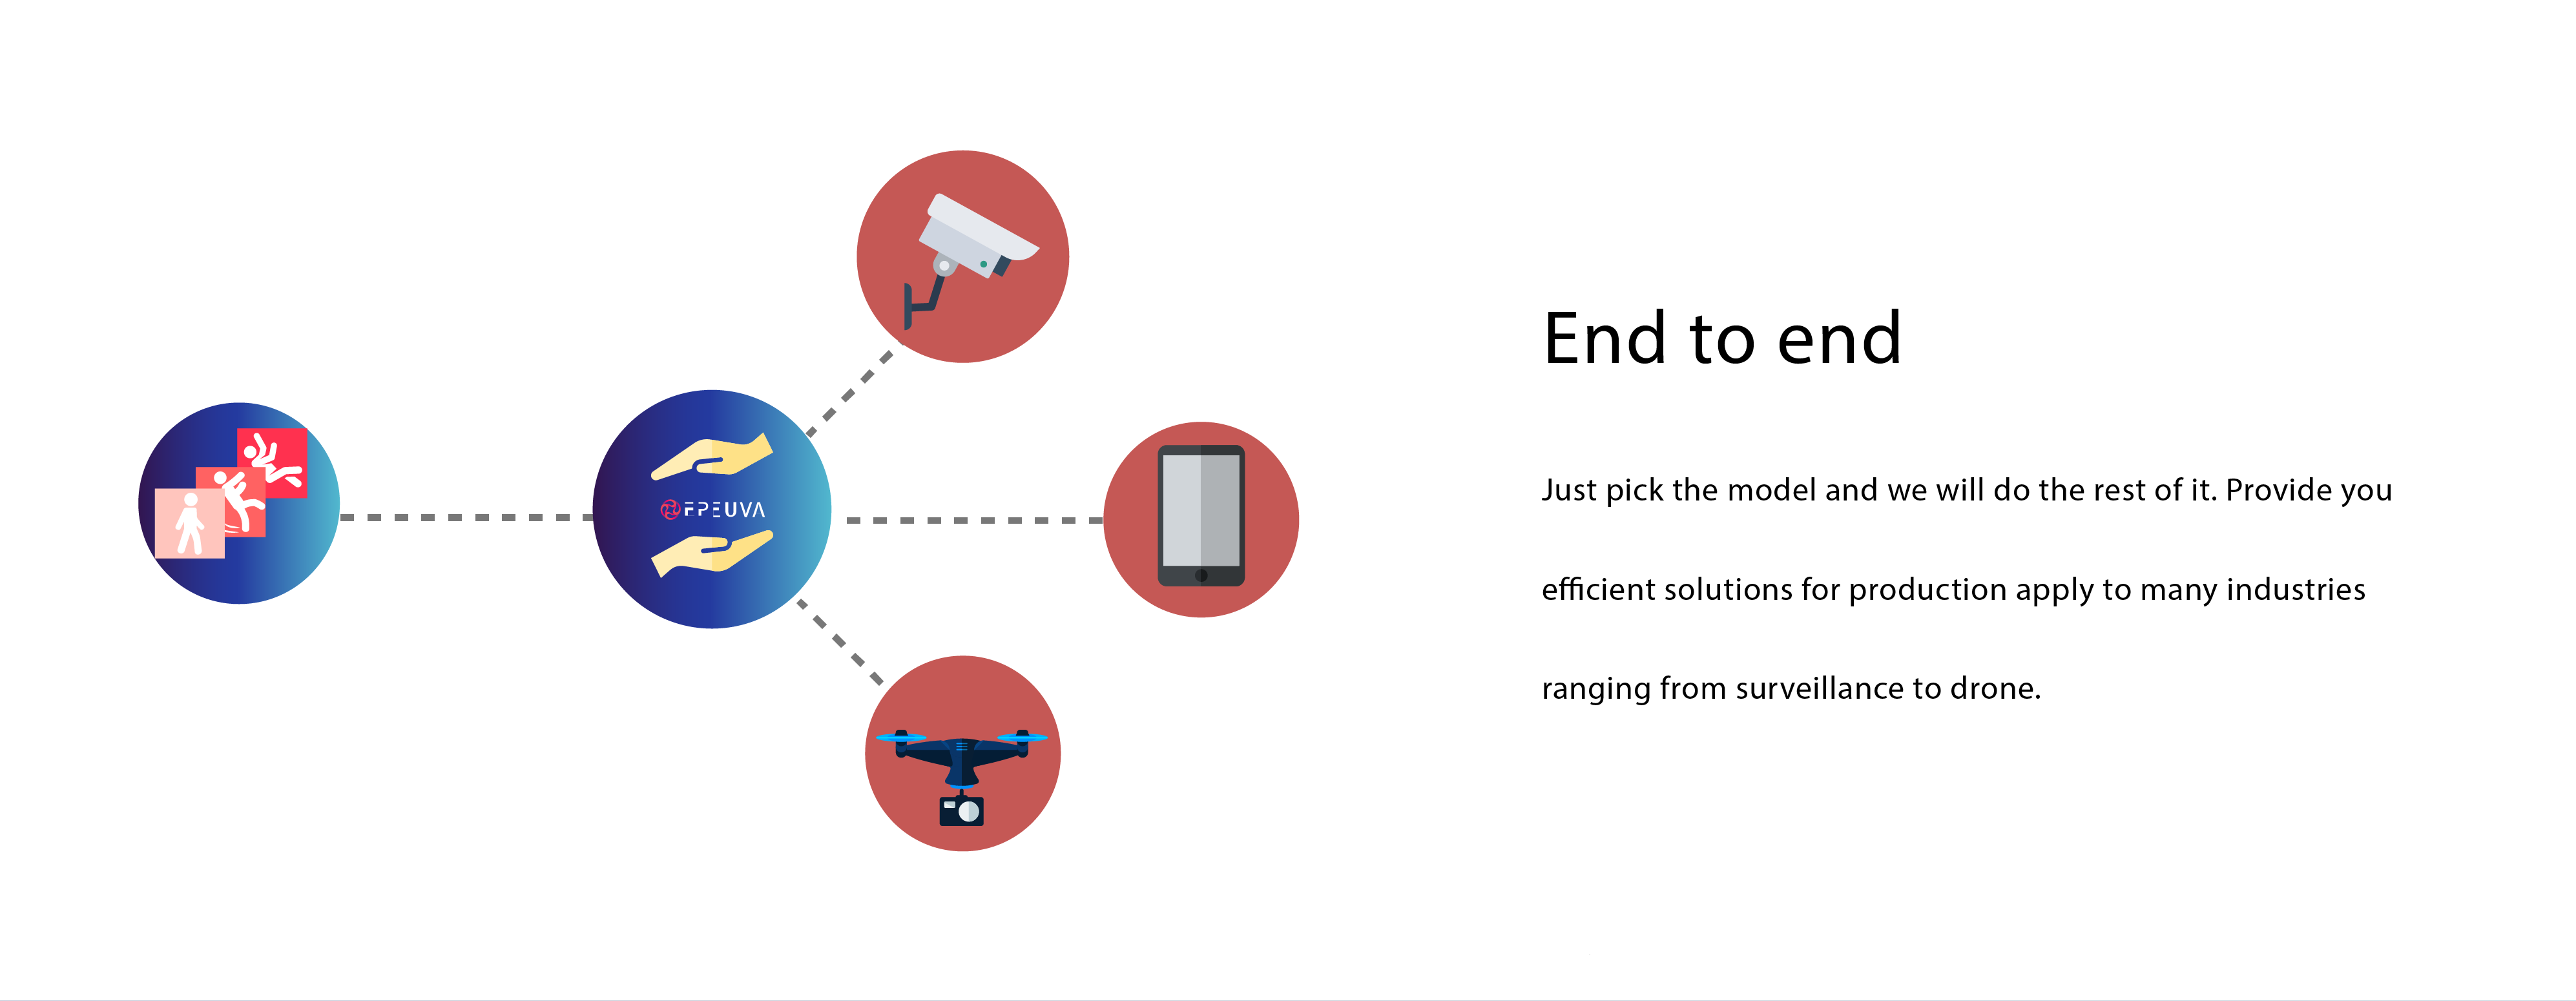 EPEUVA
End to end
Just pick the model and we will do the rest of it. Provide you
efficient solutions for production apply to many industries
ranging from surveillance to drone.